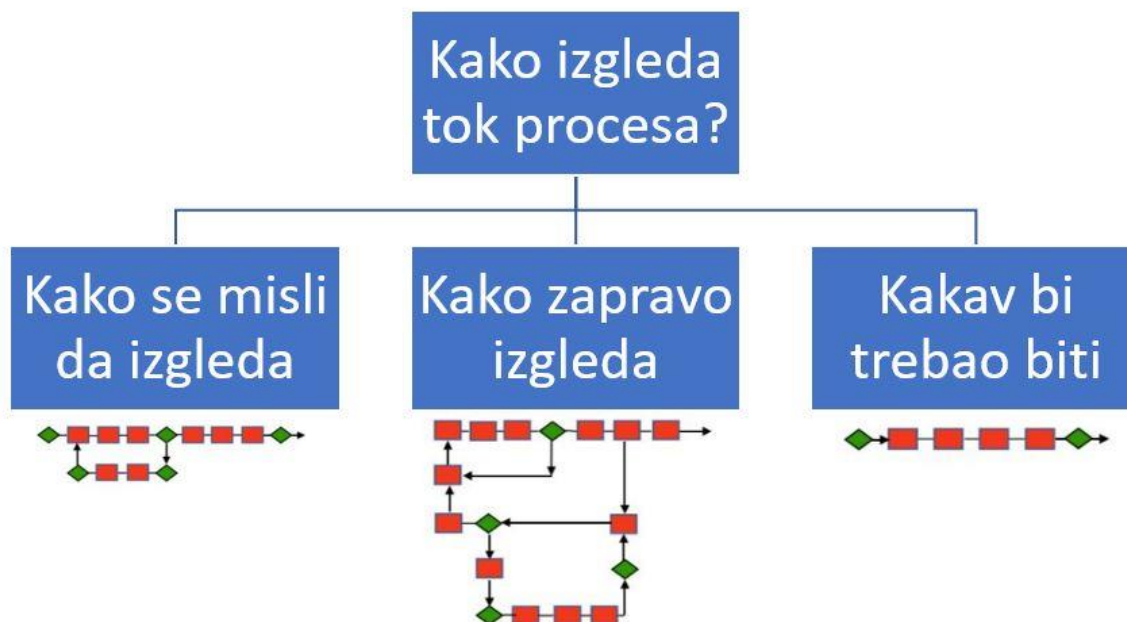 Kako izgleda
tok procesa?
Kako se misli
da izgleda
Kako zapravo
izgleda
Kakav bi
trebao biti